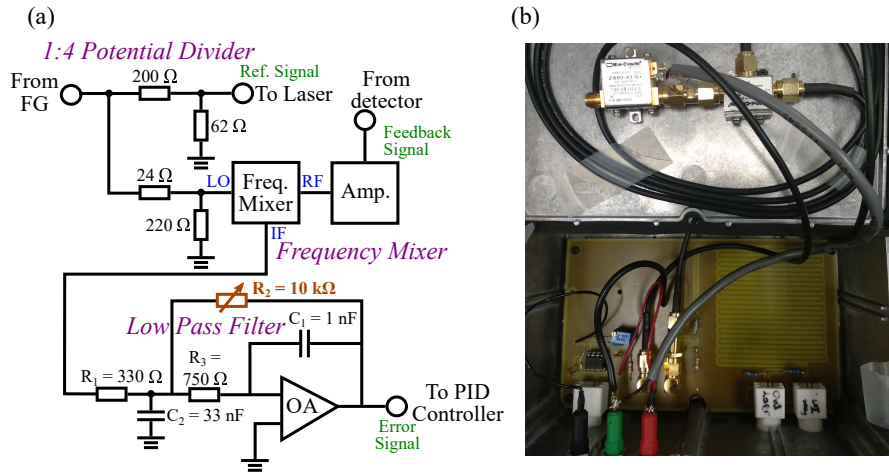 (a)
(b)
1:4 Potential Divider
From
FG
200 Ω
Ref. Signal
To Laser
62 Ω
From
detector
Feedback
Signal
24 Ω
LO
Freq.
Mixer
RF
Amp.
220 Ω
IF
Frequency Mixer
R₂ = 10 kΩ
Low Pass Filter
C₁ = 1 nF
R₁ = 330 Ω
R₃ =
750 Ω
C₂ = 33 nF
OA
To PID
Controller
Error
Signal
Mini-Circuits